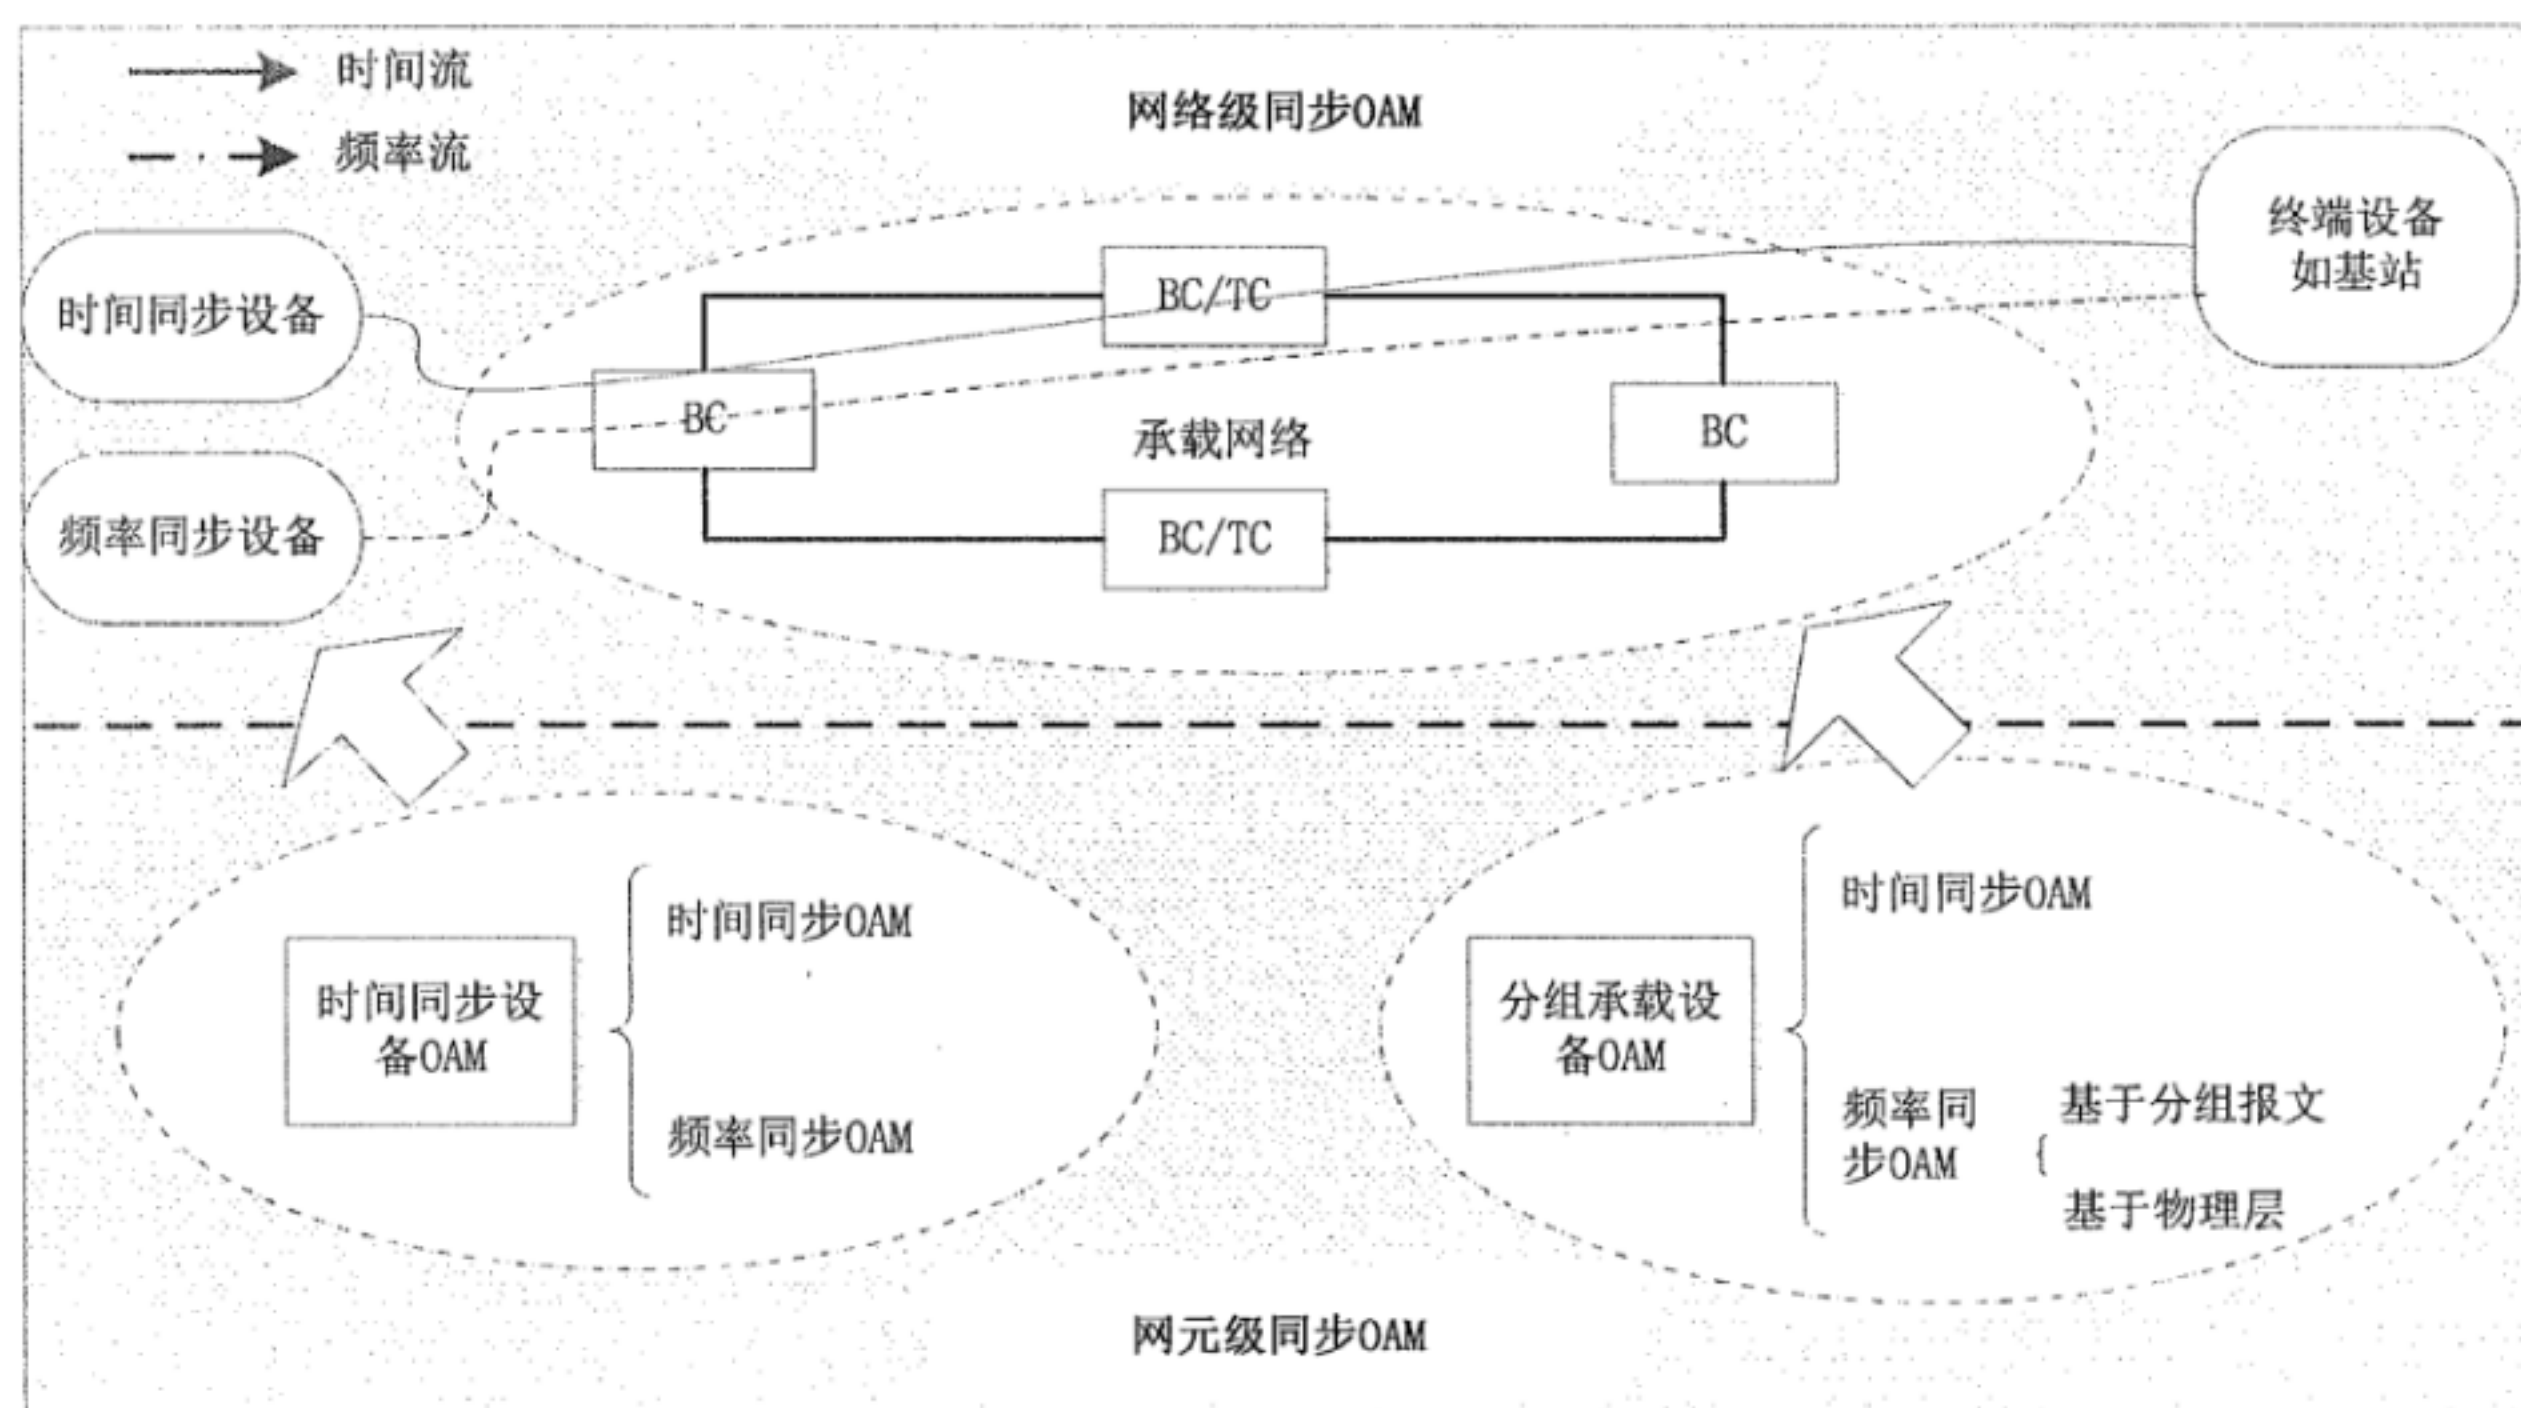 时间流
频率流
网络级同步OAM
终端设备
如基站
时间同步设备
BC/TC
BC
承载网络
BC
频率同步设备
BC/TC
时间同步设
备OAM
时间同步OAM
频率同步OAM
分组承载设
备OAM
时间同步OAM
频率同
步OAM
基于分组报文
基于物理层
网元级同步OAM